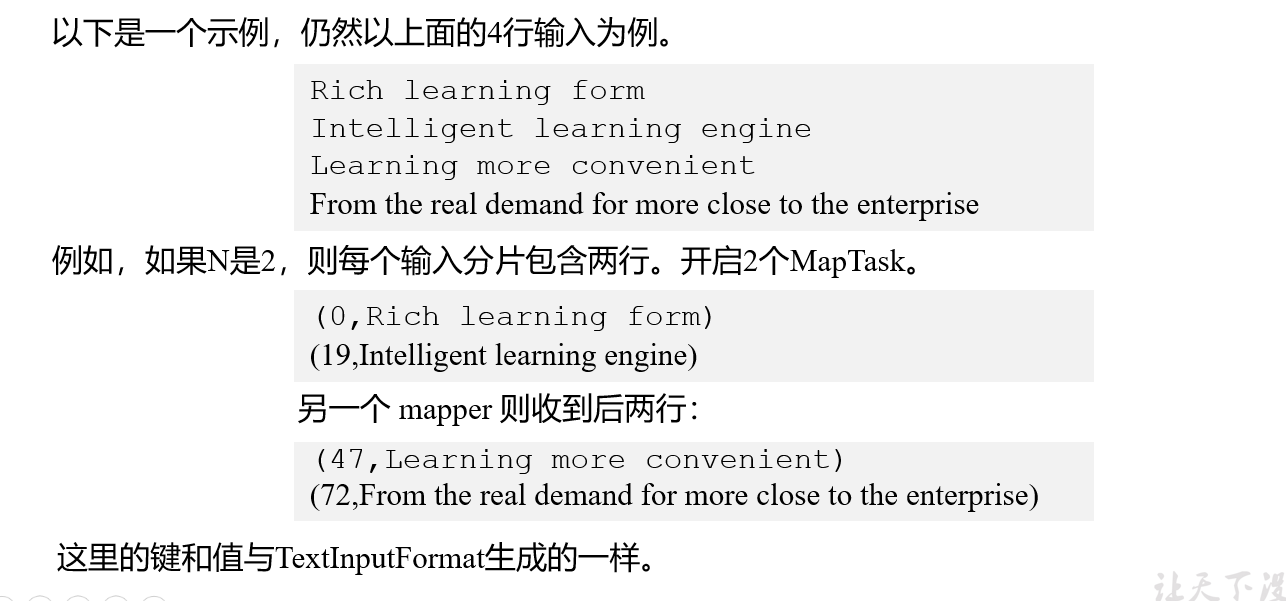 以下是一个示例，仍然以上面的4行输入为例。
Rich learning form
Intelligent learning engine
Learning more convenient
From the real demand for more close to the enterprise
例如，如果N是2，则每个输入分片包含两行。开启2个MapTask。
(0,Rich learning form)
(19,Intelligent learning engine)
另一个 mapper 则收到后两行：
(47,Learning more convenient)
(72,From the real demand for more close to the enterprise)
这里的键和值与TextInputFormat生成的一样。
让天下没